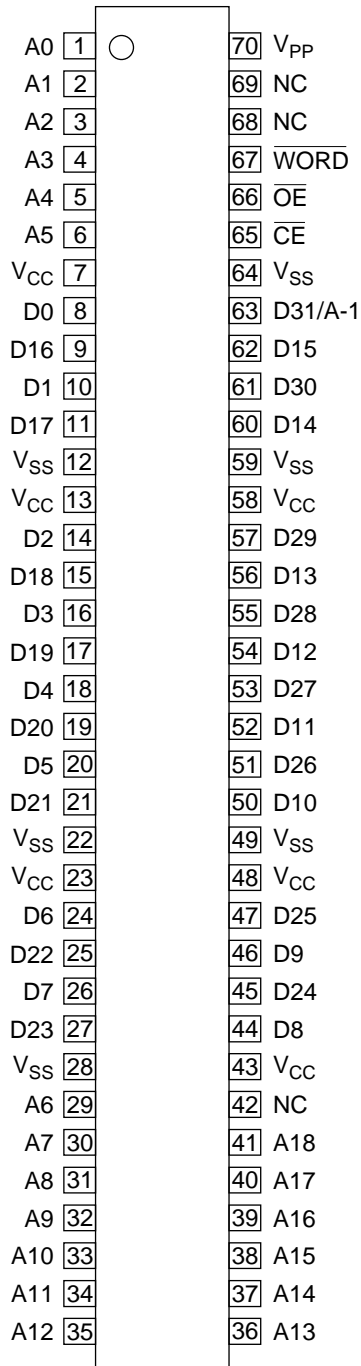 A0 1 70 VPP
A1 2 69 NC
A2 3 68 NC
A3 4 67 W̅O̅R̅D̅
A4 5 66 O̅E̅
A5 6 65 C̅E̅
VCC 7 64 VSS
D0 8 63 D31/A-1
D16 9 62 D15
D1 10 61 D30
D17 11 60 D14
VSS 12 59 VSS
VCC 13 58 VCC
D2 14 57 D29
D18 15 56 D13
D3 16 55 D28
D19 17 54 D12
D4 18 53 D27
D20 19 52 D11
D5 20 51 D26
D21 21 50 D10
VSS 22 49 VSS
VCC 23 48 VCC
D6 24 47 D25
D22 25 46 D9
D7 26 45 D24
D23 27 44 D8
VSS 28 43 VCC
A6 29 42 NC
A7 30 41 A18
A8 31 40 A17
A9 32 39 A16
A10 33 38 A15
A11 34 37 A14
A12 35 36 A13